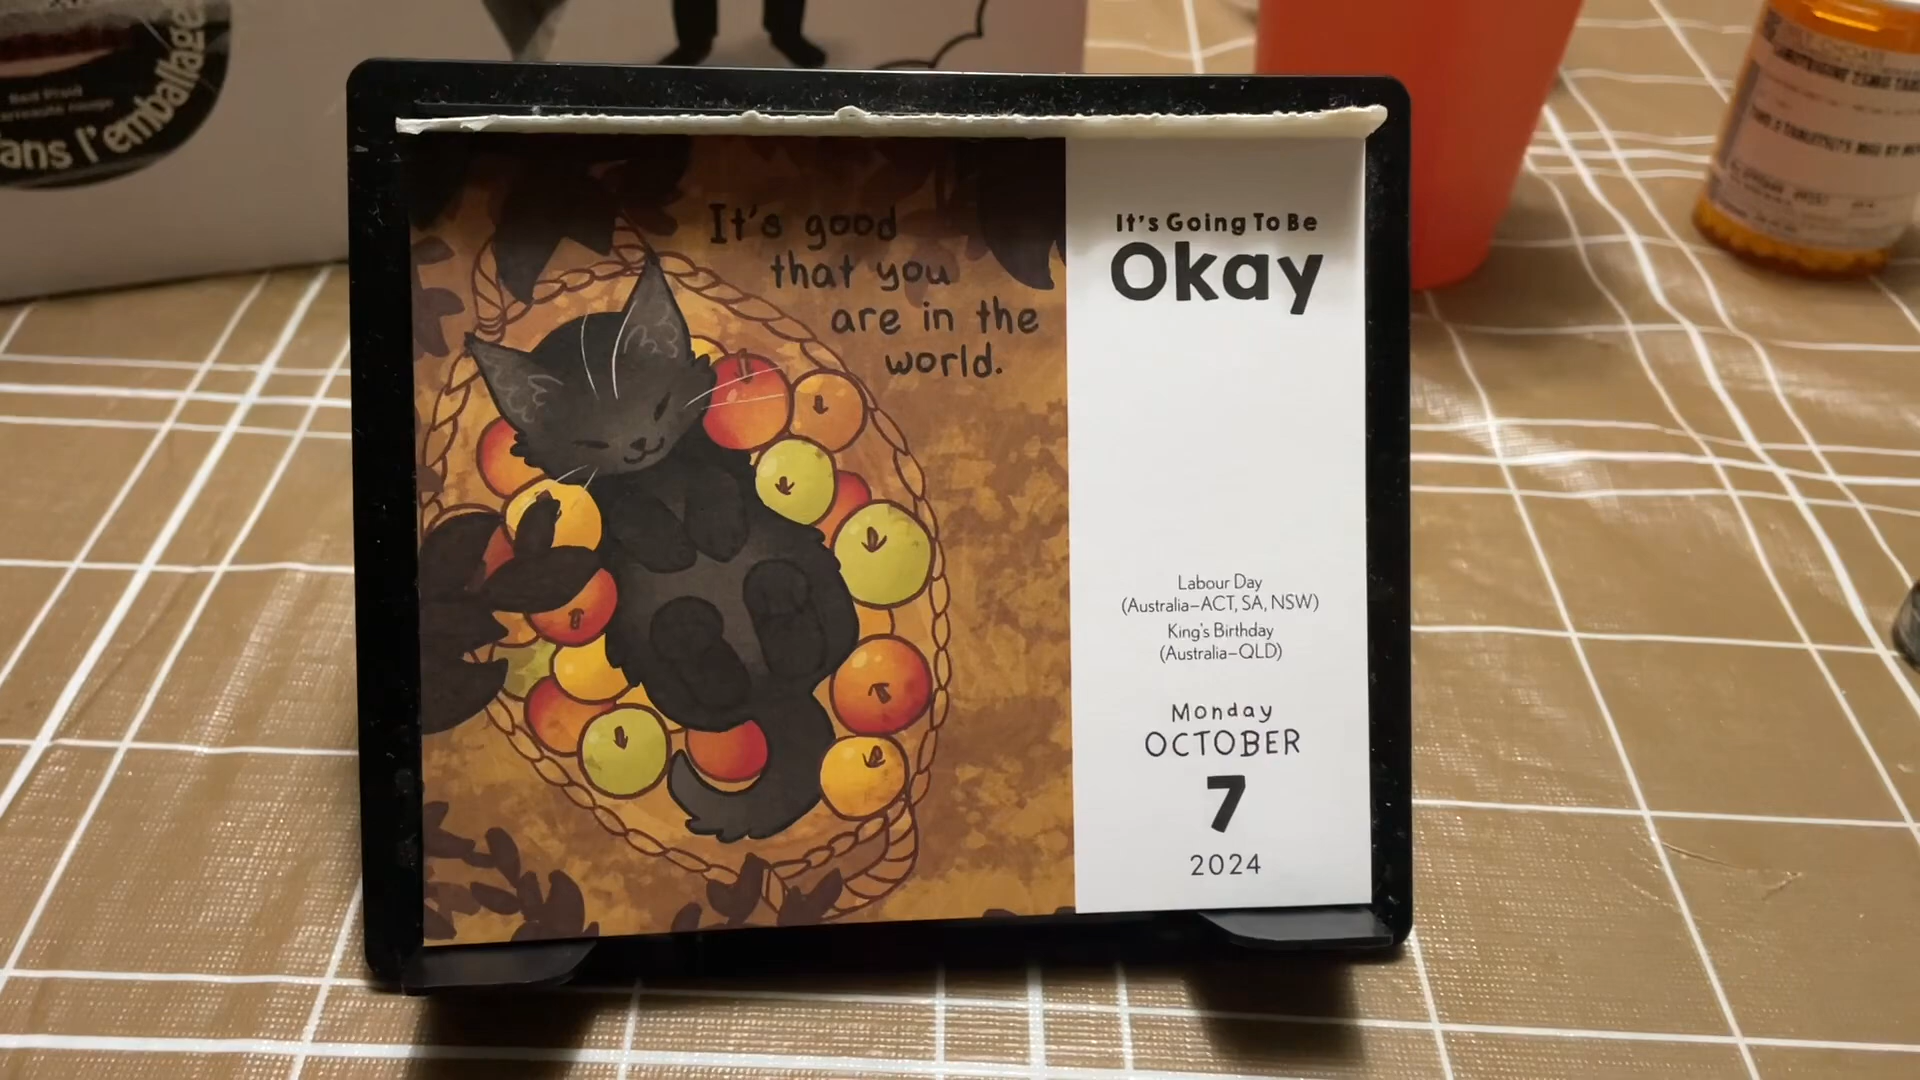 ans l'emballage
It's good
that you
are in the
world.
It's Going To Be
Okay
Labour Day
(Australia–ACT, SA, NSW)
King's Birthday
(Australia–QLD)
Monday
OCTOBER
7
2024